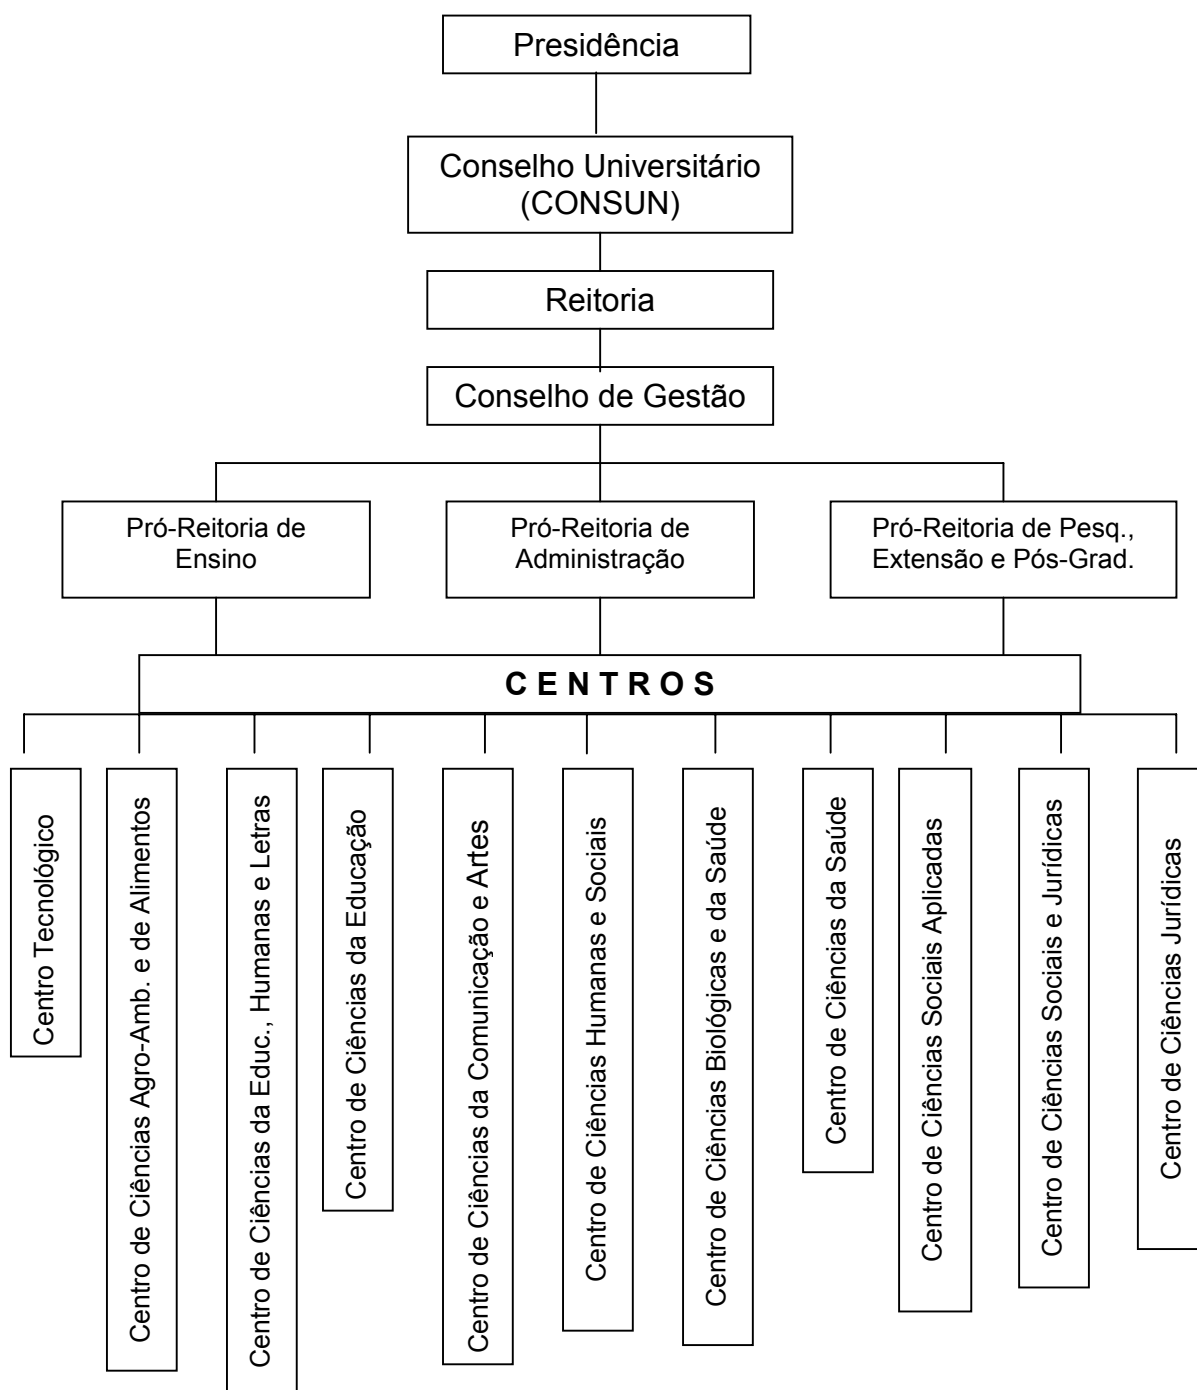 Presidência
Conselho Universitário
(CONSUN)
Reitoria
Conselho de Gestão
Pró-Reitoria de
Ensino
Pró-Reitoria de
Administração
Pró-Reitoria de Pesq.,
Extensão e Pós-Grad.
C E N T R O S
Centro Tecnológico
Centro de Ciências Agro-Amb. e de Alimentos
Centro de Ciências da Educ., Humanas e Letras
Centro de Ciências da Educação
Centro de Ciências da Comunicação e Artes
Centro de Ciências Humanas e Sociais
Centro de Ciências Biológicas e da Saúde
Centro de Ciências da Saúde
Centro de Ciências Sociais Aplicadas
Centro de Ciências Sociais e Jurídicas
Centro de Ciências Jurídicas